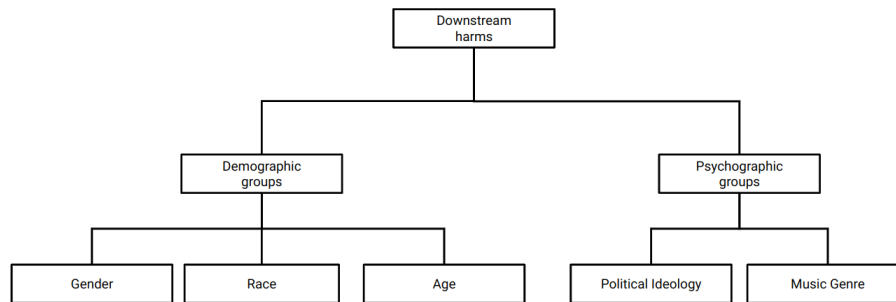 Downstream
harms
Demographic
groups
Psychographic
groups
Gender
Race
Age
Political Ideology
Music Genre